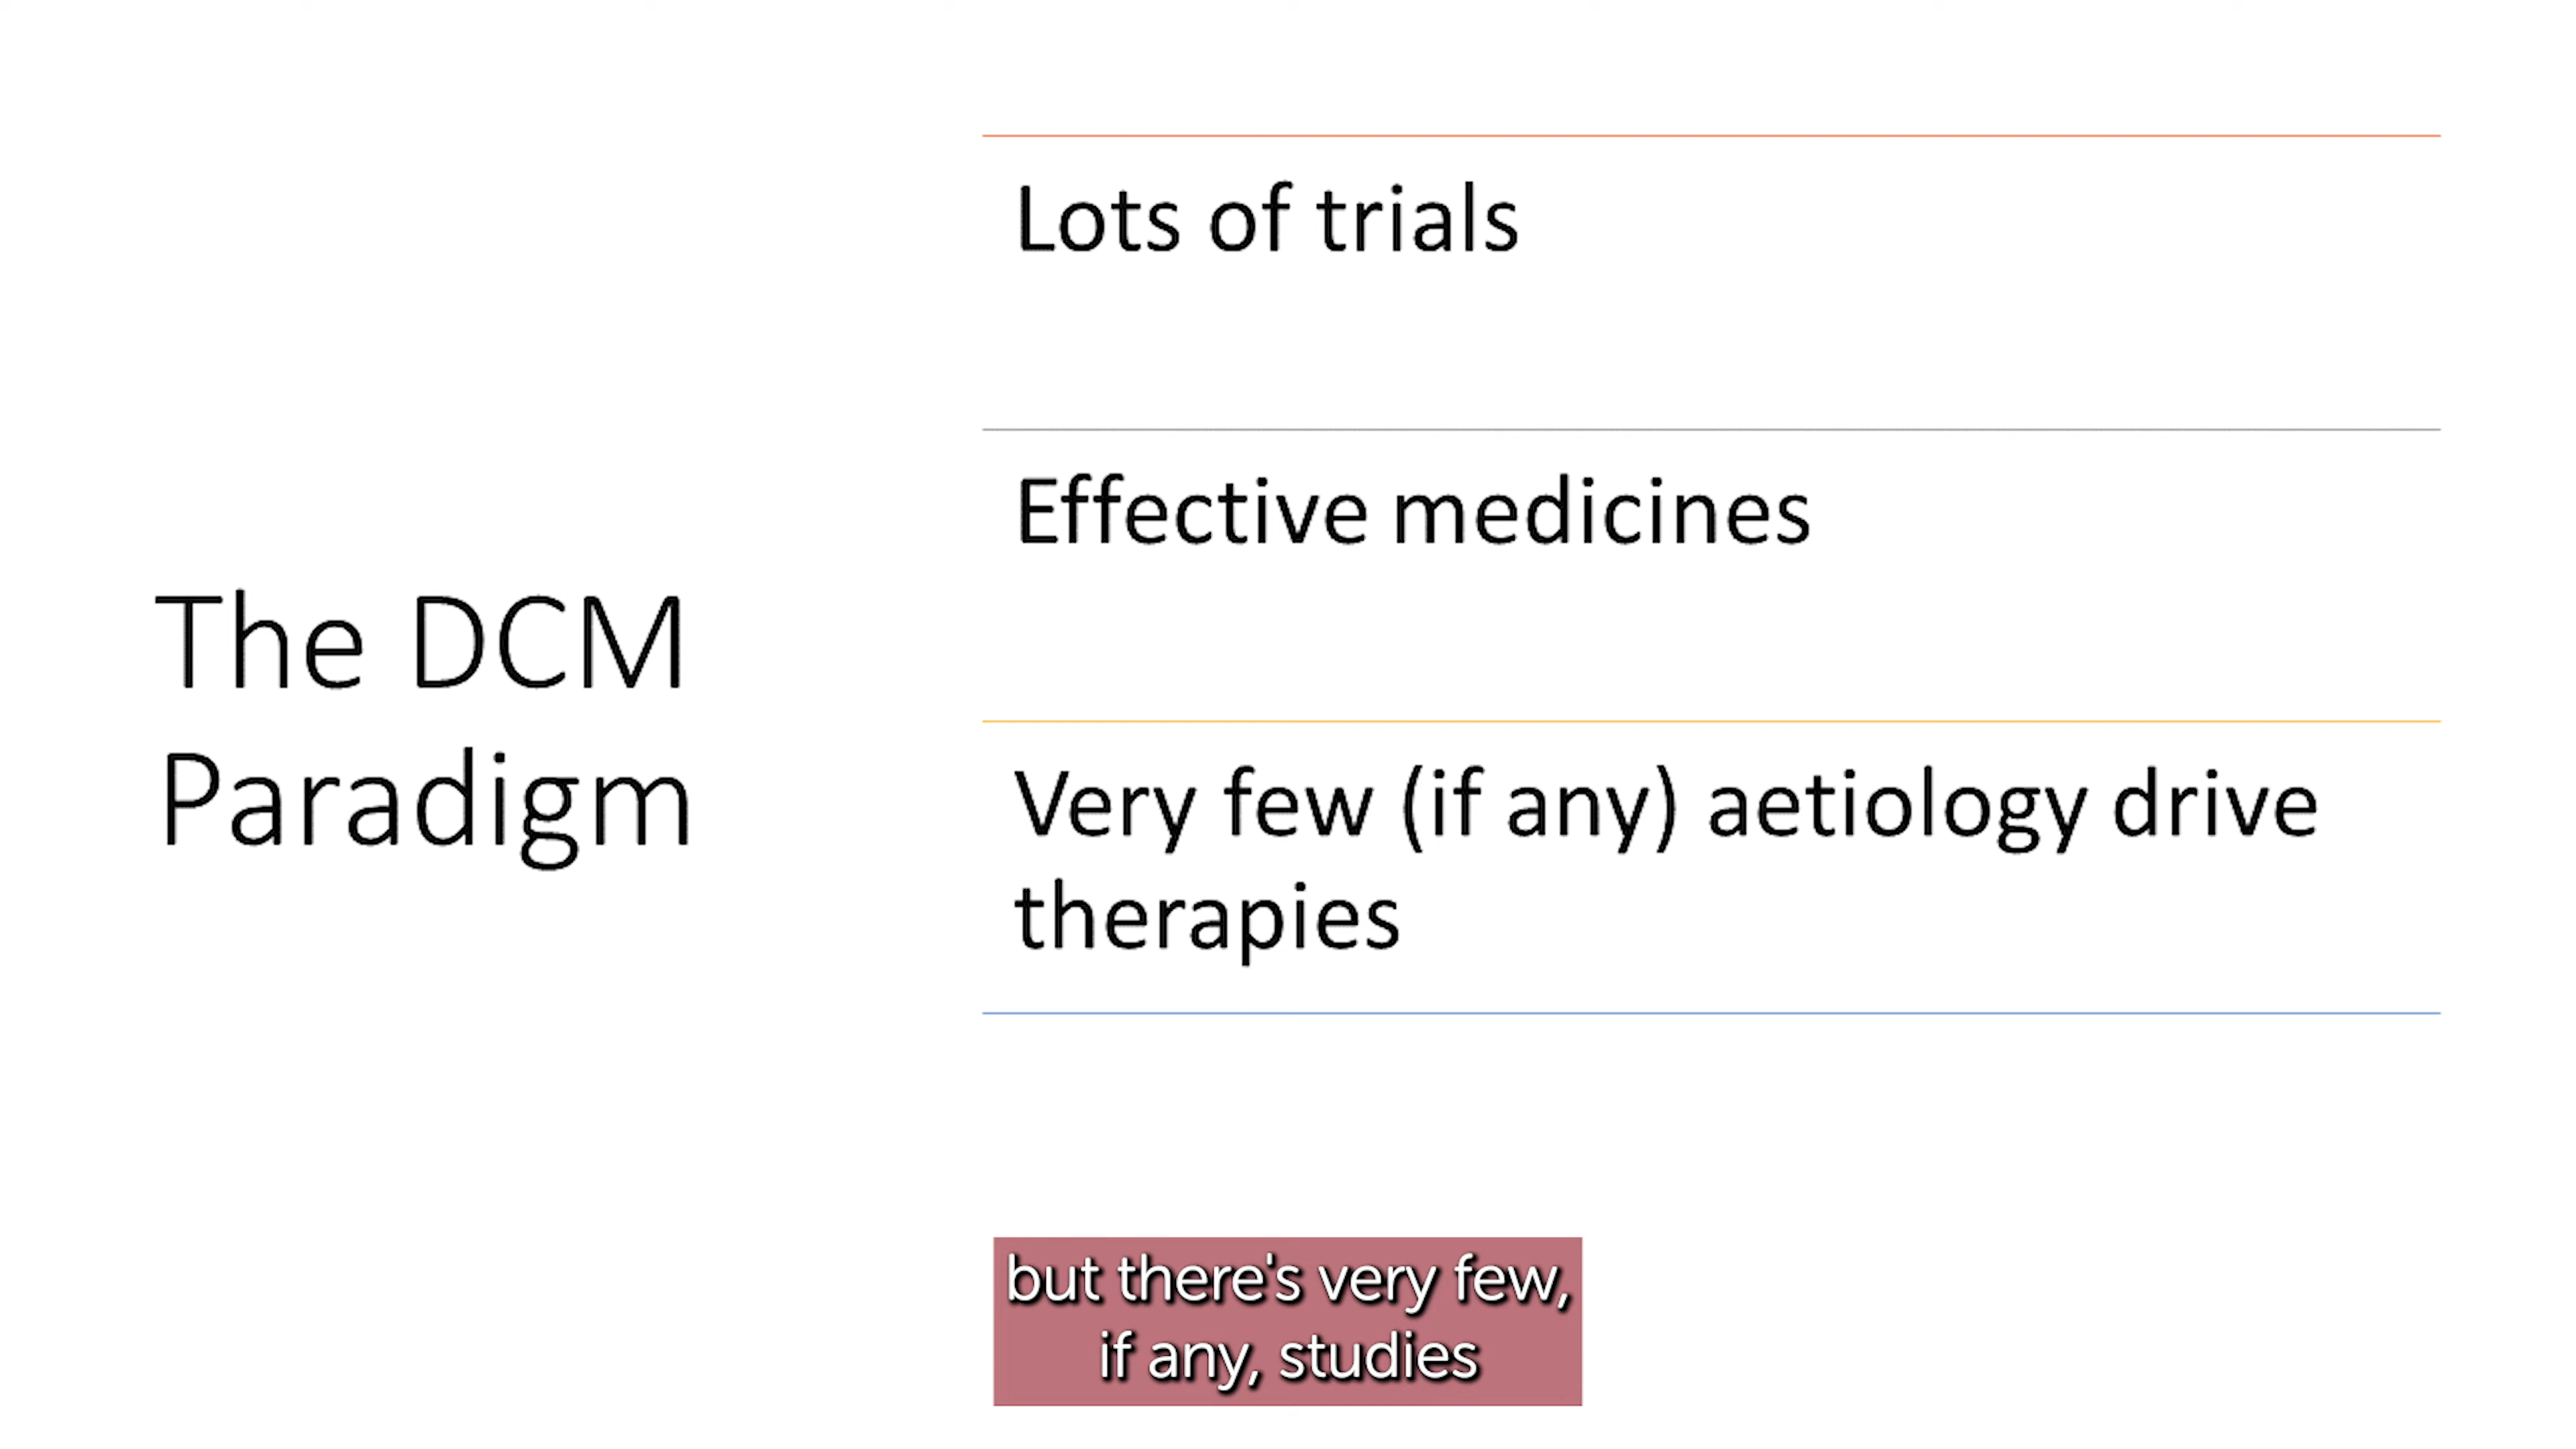 The DCM
Paradigm
Lots of trials
Effective medicines
Very few (if any) aetiology drive
therapies
but there's very few,
if any, studies